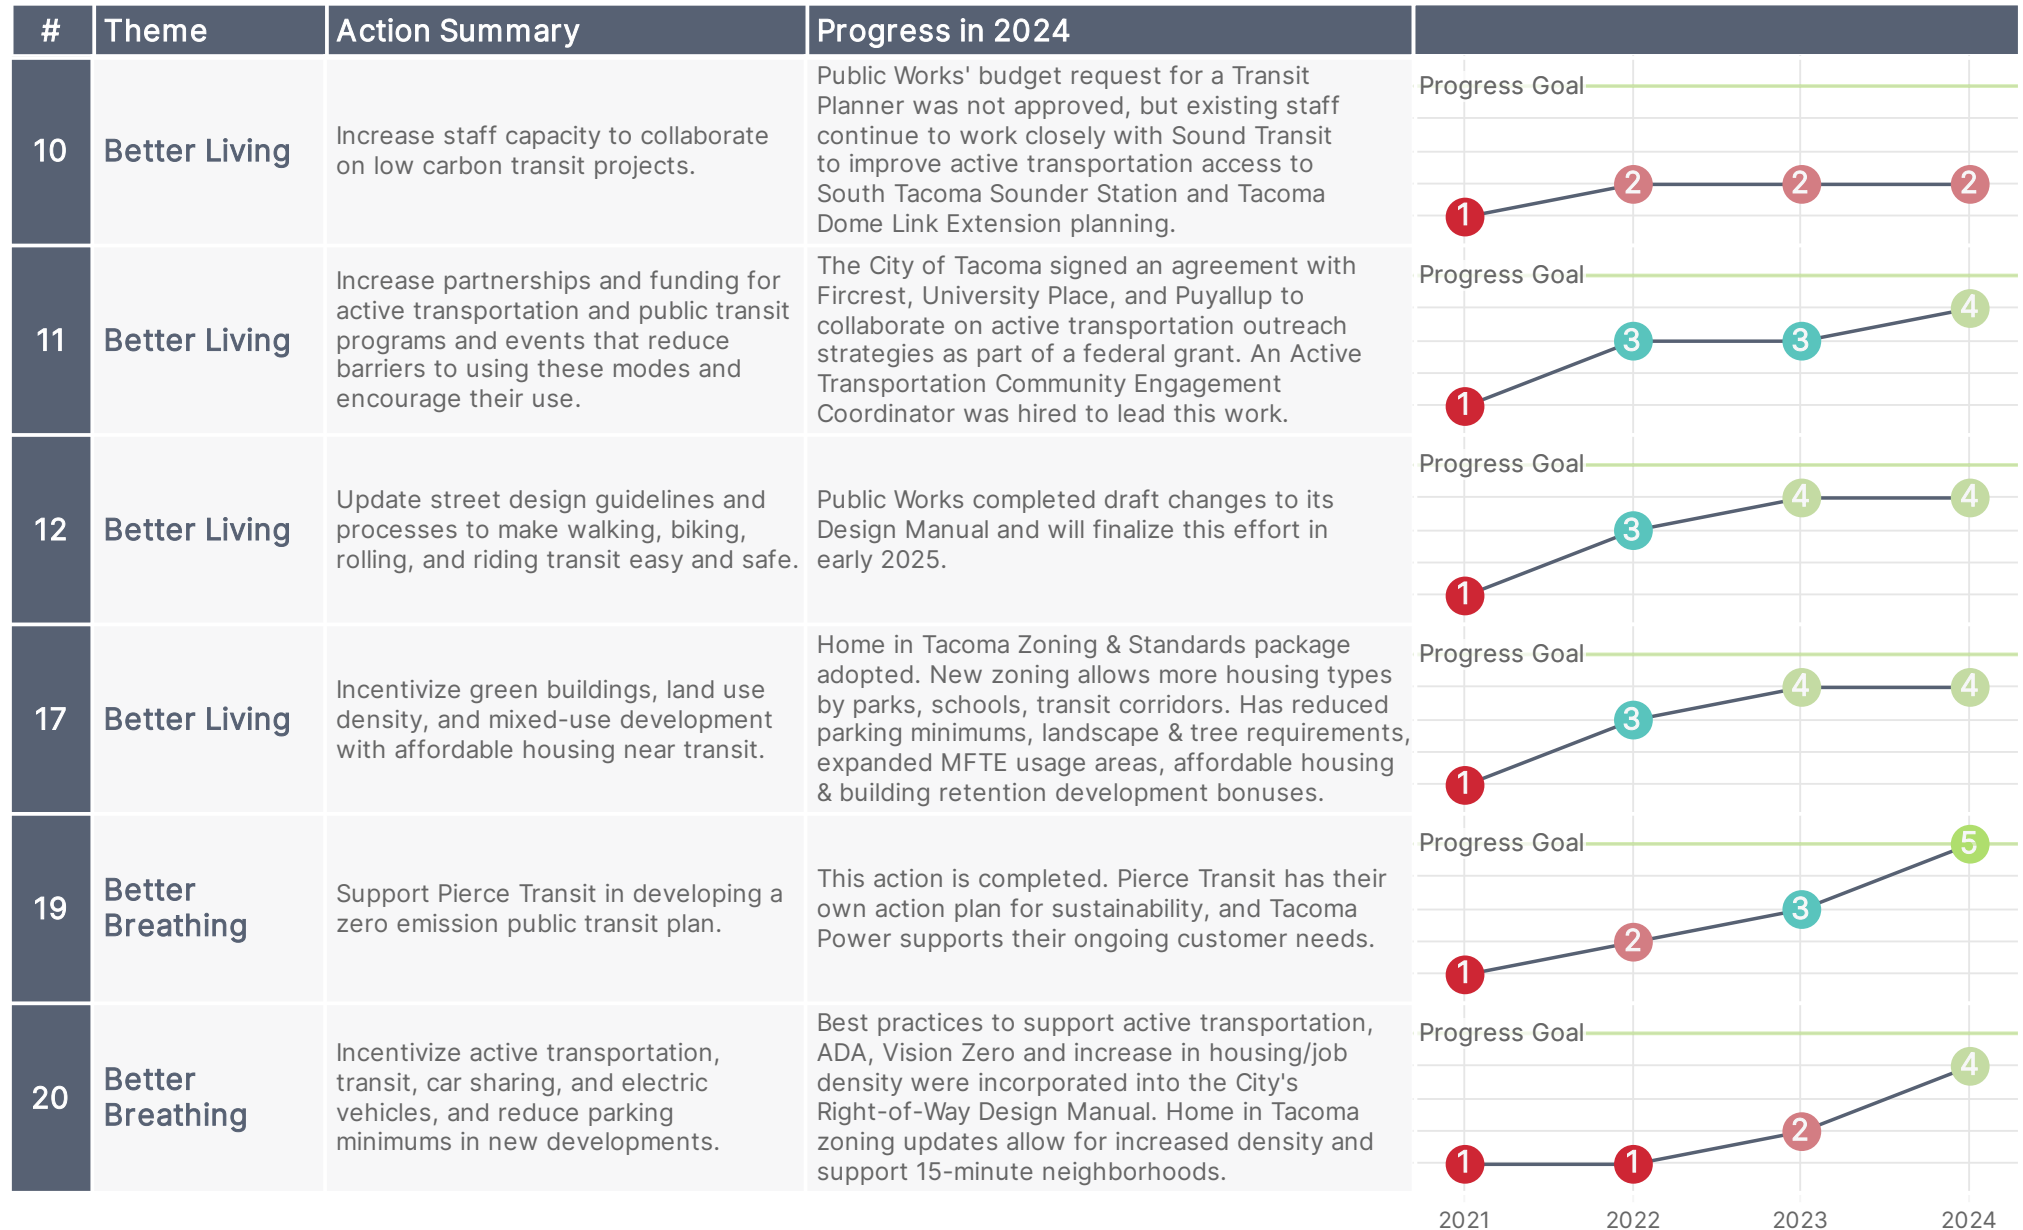 # Theme Action Summary Progress in 2024
10
Better Living
Increase staff capacity to collaborate
on low carbon transit projects.
Public Works' budget request for a Transit
Planner was not approved, but existing staff
continue to work closely with Sound Transit
to improve active transportation access to
South Tacoma Sounder Station and Tacoma
Dome Link Extension planning.
Progress Goal
1 2 2 2
11
Better Living
Increase partnerships and funding for
active transportation and public transit
programs and events that reduce
barriers to using these modes and
encourage their use.
The City of Tacoma signed an agreement with
Fircrest, University Place, and Puyallup to
collaborate on active transportation outreach
strategies as part of a federal grant. An Active
Transportation Community Engagement
Coordinator was hired to lead this work.
Progress Goal
1 3 3 4
12
Better Living
Update street design guidelines and
processes to make walking, biking,
rolling, and riding transit easy and safe.
Public Works completed draft changes to its
Design Manual and will finalize this effort in
early 2025.
Progress Goal
1 3 4 4
17
Better Living
Incentivize green buildings, land use
density, and mixed-use development
with affordable housing near transit.
Home in Tacoma Zoning & Standards package
adopted. New zoning allows more housing types
by parks, schools, transit corridors. Has reduced
parking minimums, landscape & tree requirements,
expanded MFTE usage areas, affordable housing
& building retention development bonuses.
Progress Goal
1 3 4 4
19
Better
Breathing
Support Pierce Transit in developing a
zero emission public transit plan.
This action is completed. Pierce Transit has their
own action plan for sustainability, and Tacoma
Power supports their ongoing customer needs.
Progress Goal
1 2 3 5
20
Better
Breathing
Incentivize active transportation,
transit, car sharing, and electric
vehicles, and reduce parking
minimums in new developments.
Best practices to support active transportation,
ADA, Vision Zero and increase in housing/job
density were incorporated into the City's
Right-of-Way Design Manual. Home in Tacoma
zoning updates allow for increased density and
support 15-minute neighborhoods.
Progress Goal
1 1 2 4
2021 2022 2023 2024